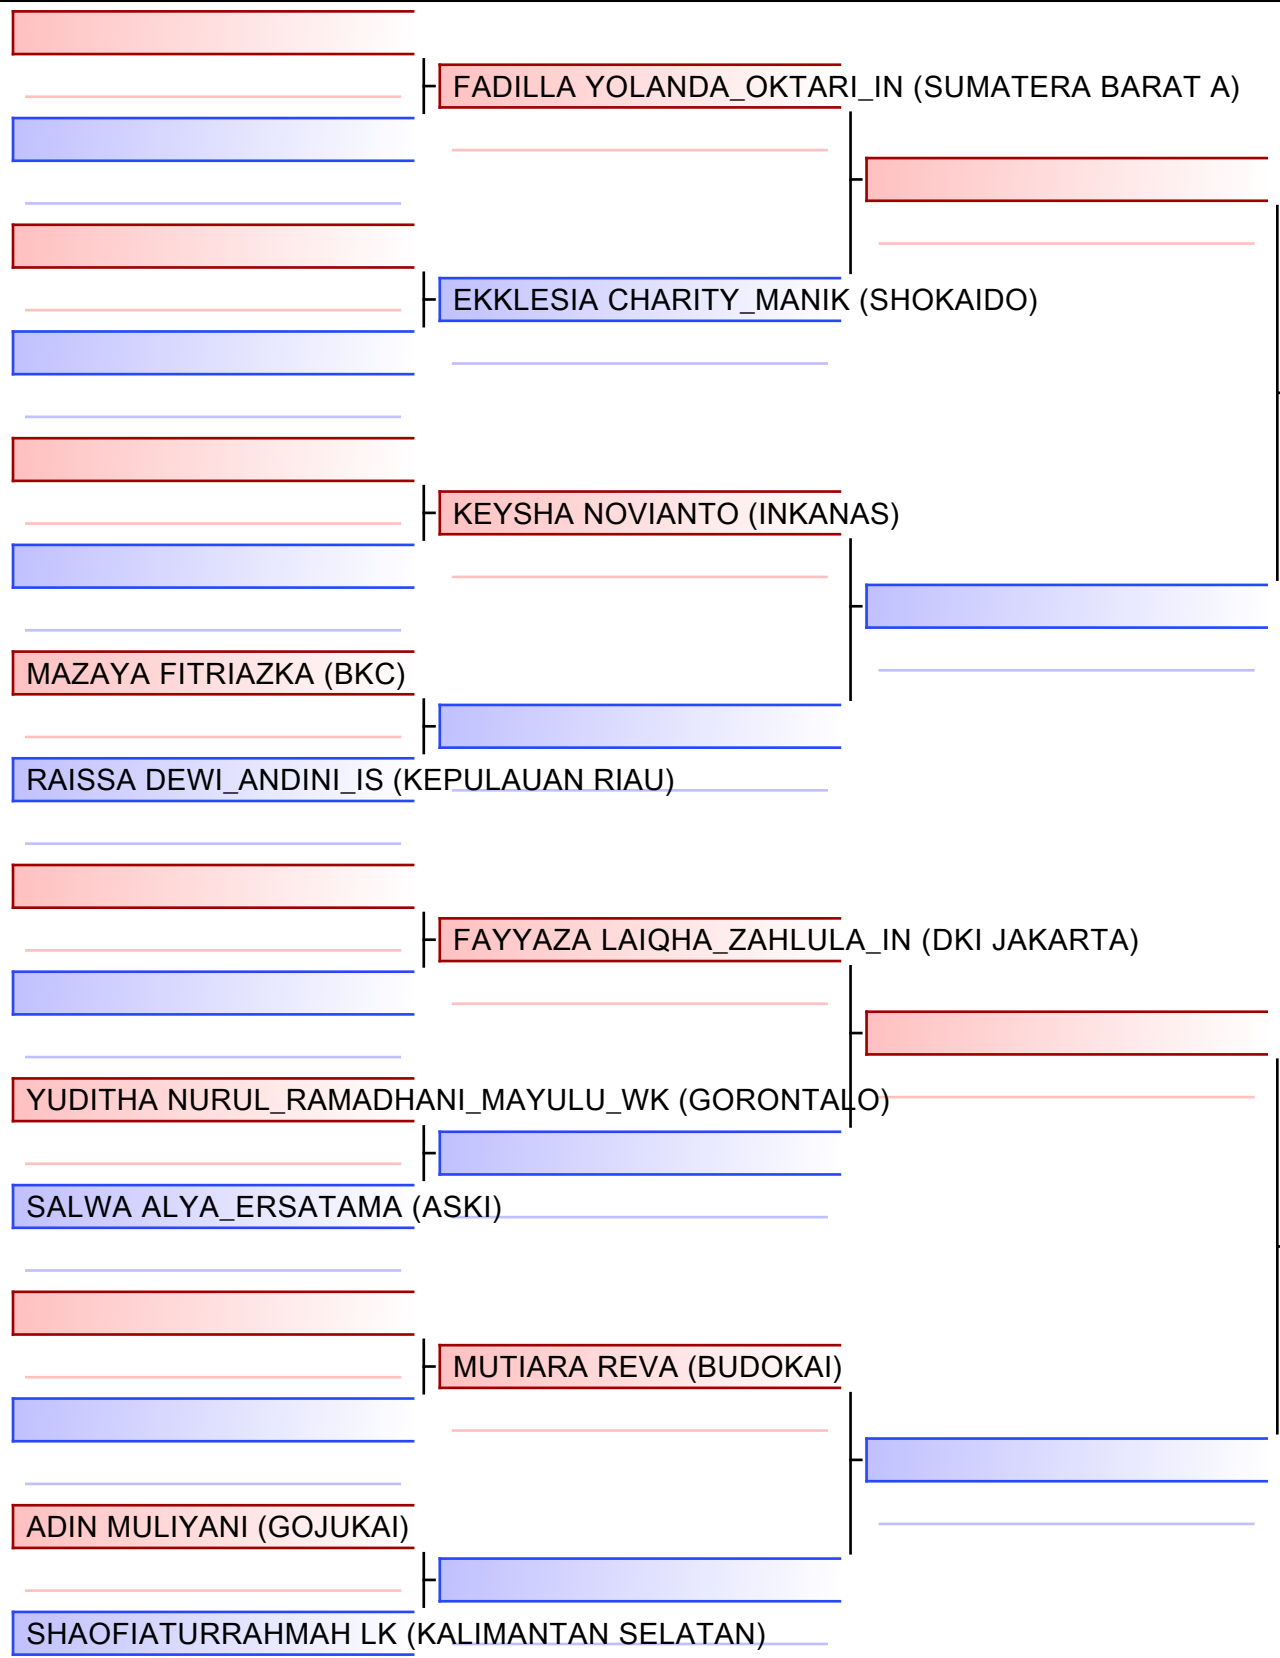 FADILLA YOLANDA_OKTARI_IN (SUMATERA BARAT A)
EKKLESIA CHARITY_MANIK (SHOKAIDO)
KEYSHA NOVIANTO (INKANAS)
MAZAYA FITRIAZKA (BKC)
RAISSA DEWI_ANDINI_IS (KEPULAUAN RIAU)
FAYYAZA LAIQHA_ZAHLULA_IN (DKI JAKARTA)
YUDITHA NURUL_RAMADHANI_MAYULU_WK (GORONTALO)
SALWA ALYA_ERSATAMA (ASKI)
MUTIARA REVA (BUDOKAI)
ADIN MULIYANI (GOJUKAI)
SHAOFIATURRAHMAH LK (KALIMANTAN SELATAN)